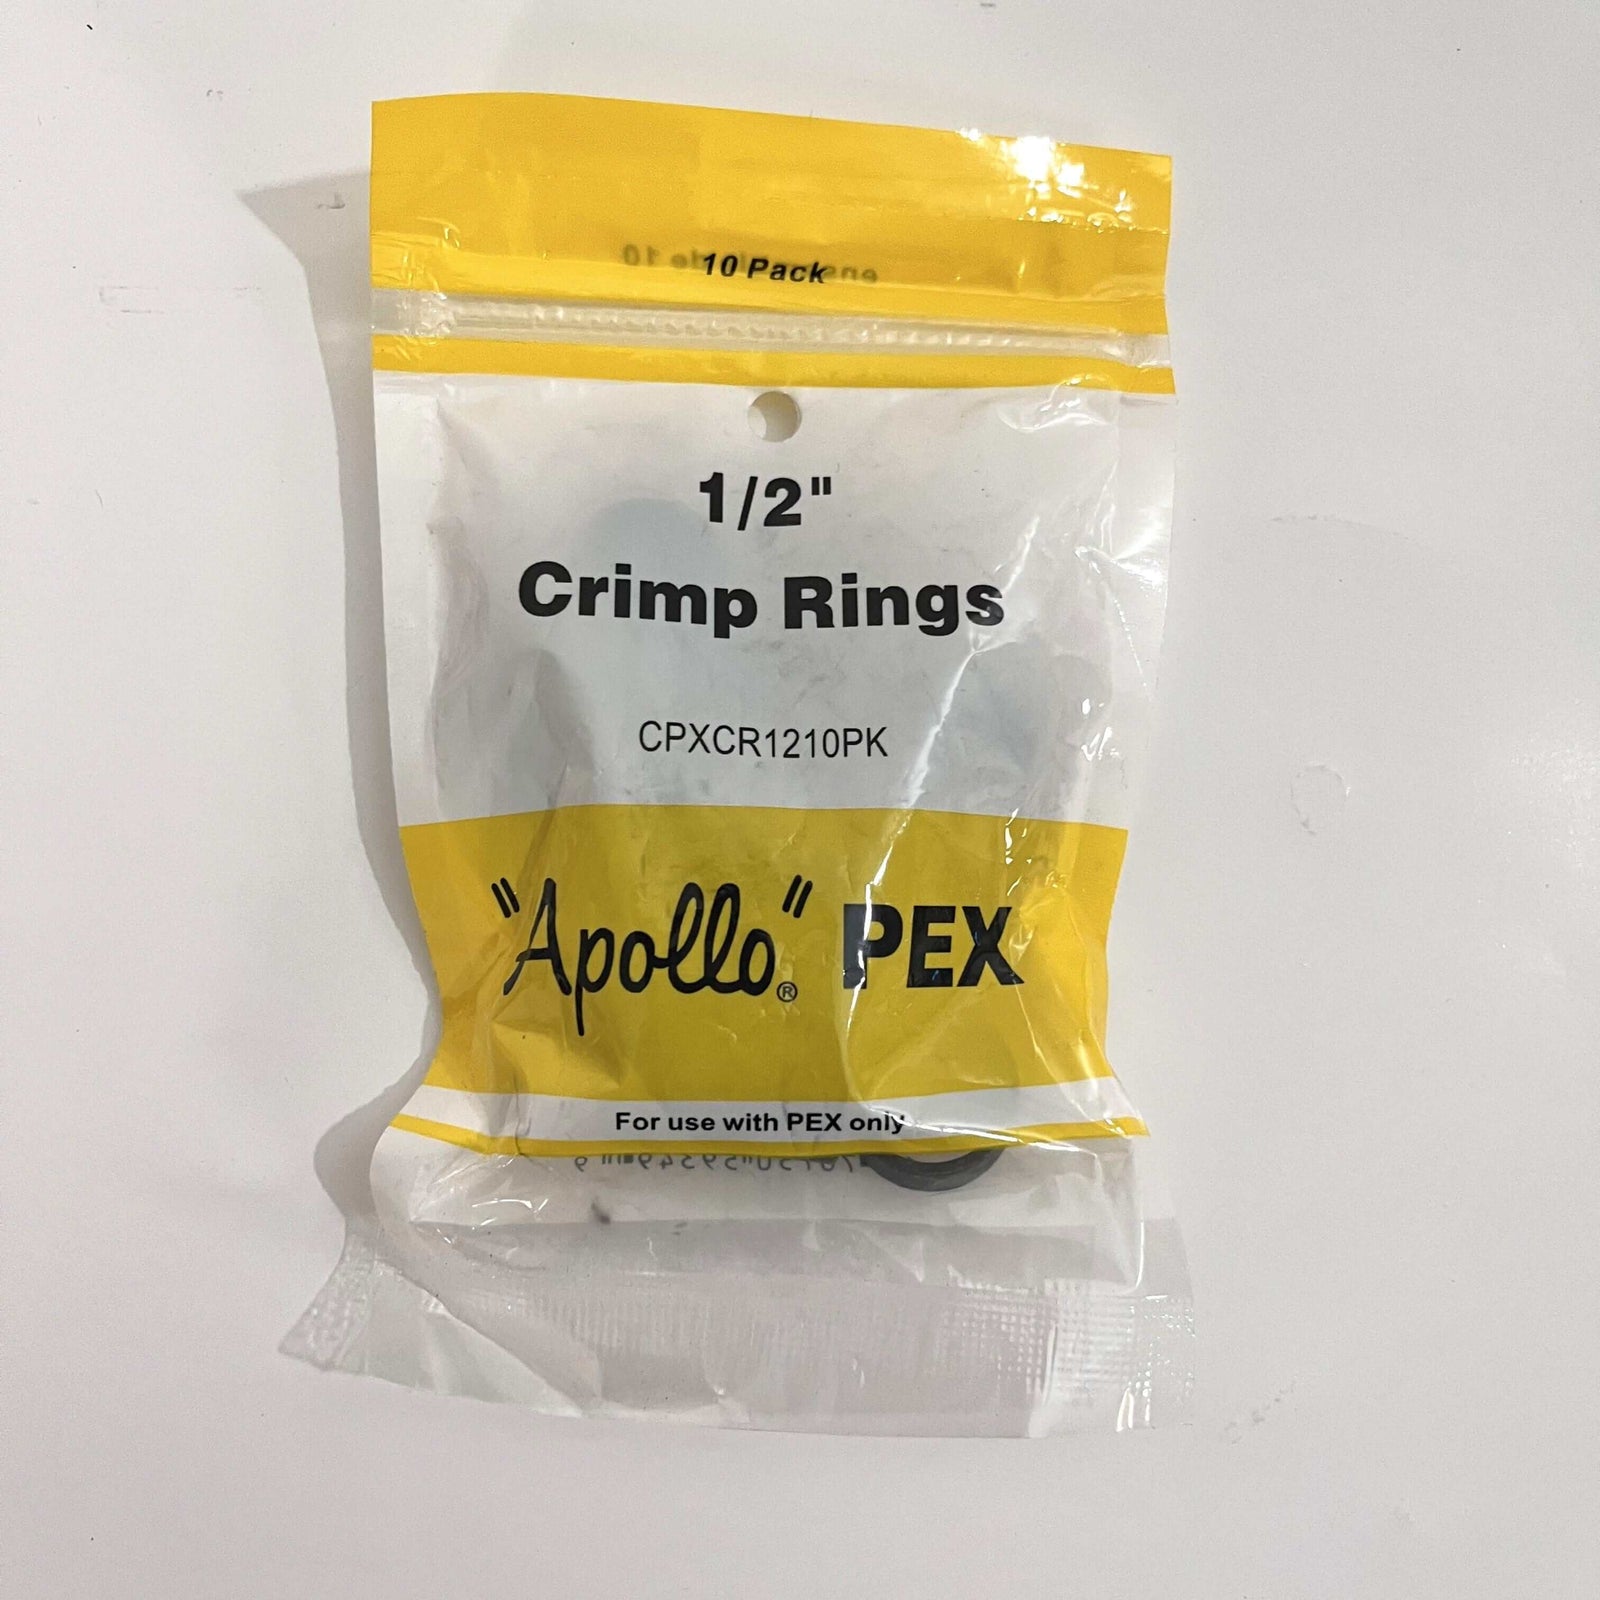 10 Pack
1/2"
Crimp Rings
CPXCR1210PK
"Apollo"® PEX
For use with PEX only